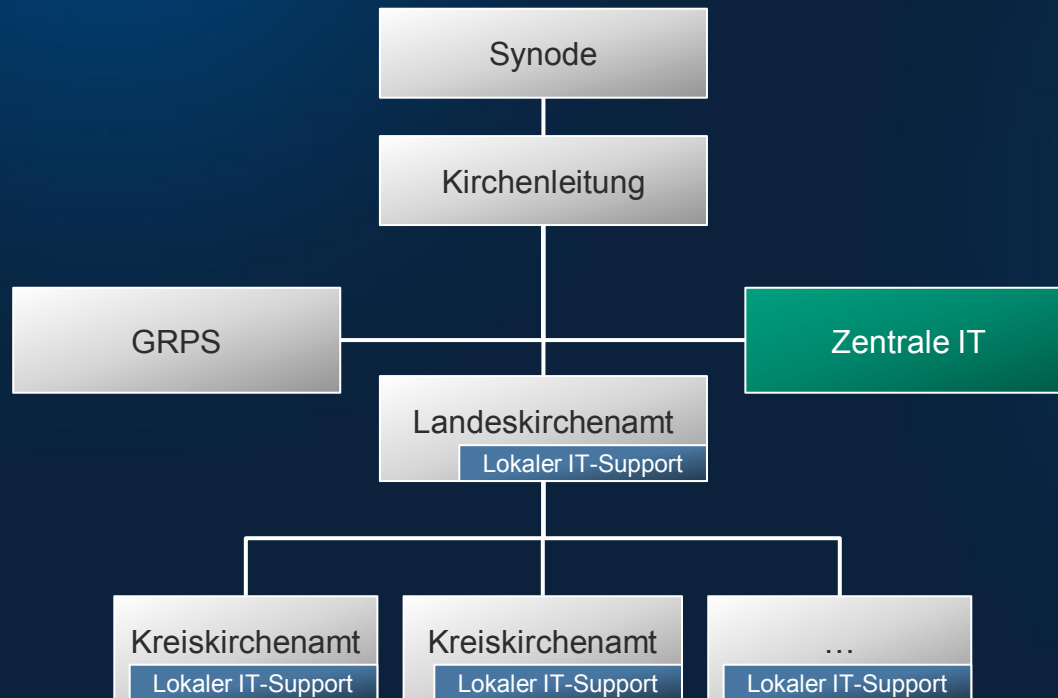 Synode
Kirchenleitung
GRPS
Zentrale IT
Landeskirchenamt
Lokaler IT-Support
Kreiskirchenamt
Lokaler IT-Support
Kreiskirchenamt
Lokaler IT-Support
…
Lokaler IT-Support